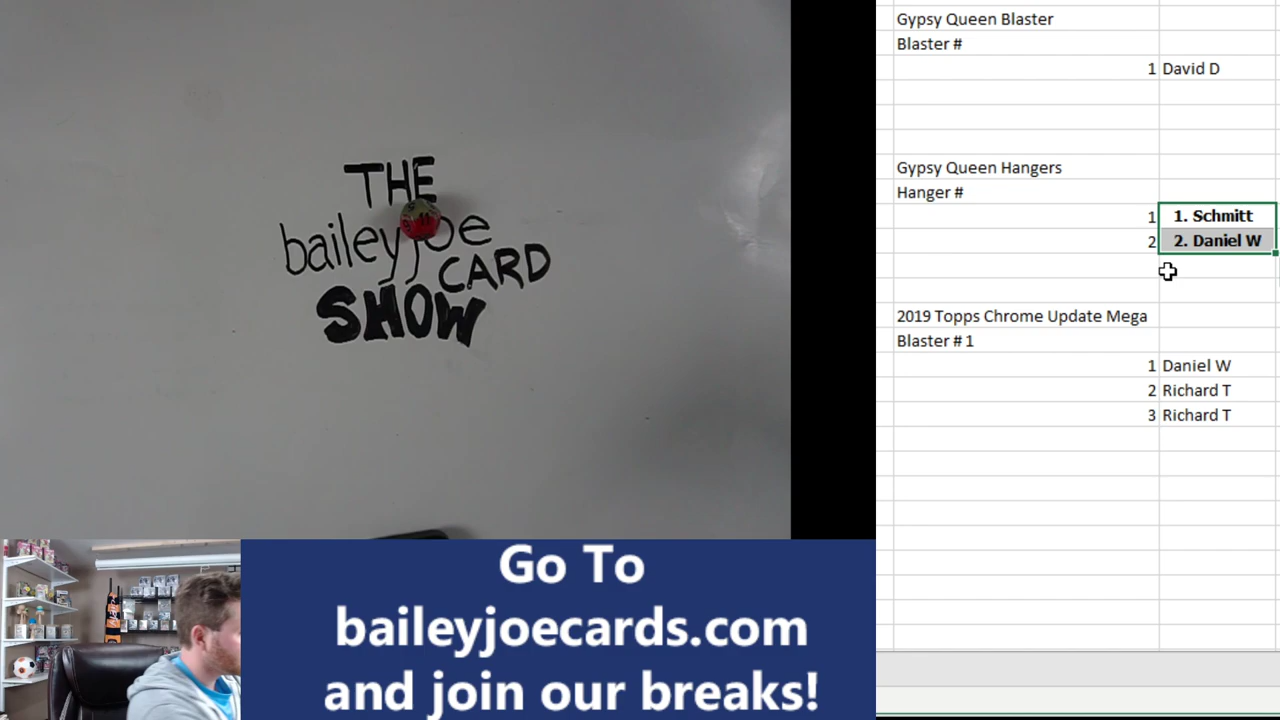 THE
baileyjoe
CARD
SHOW
Go To
baileyjoecards.com
and join our breaks!
Gypsy Queen Blaster
Blaster #
1 David D
Gypsy Queen Hangers
Hanger #
1 1. Schmitt
2 2. Daniel W
2019 Topps Chrome Update Mega
Blaster # 1
1 Daniel W
2 Richard T
3 Richard T